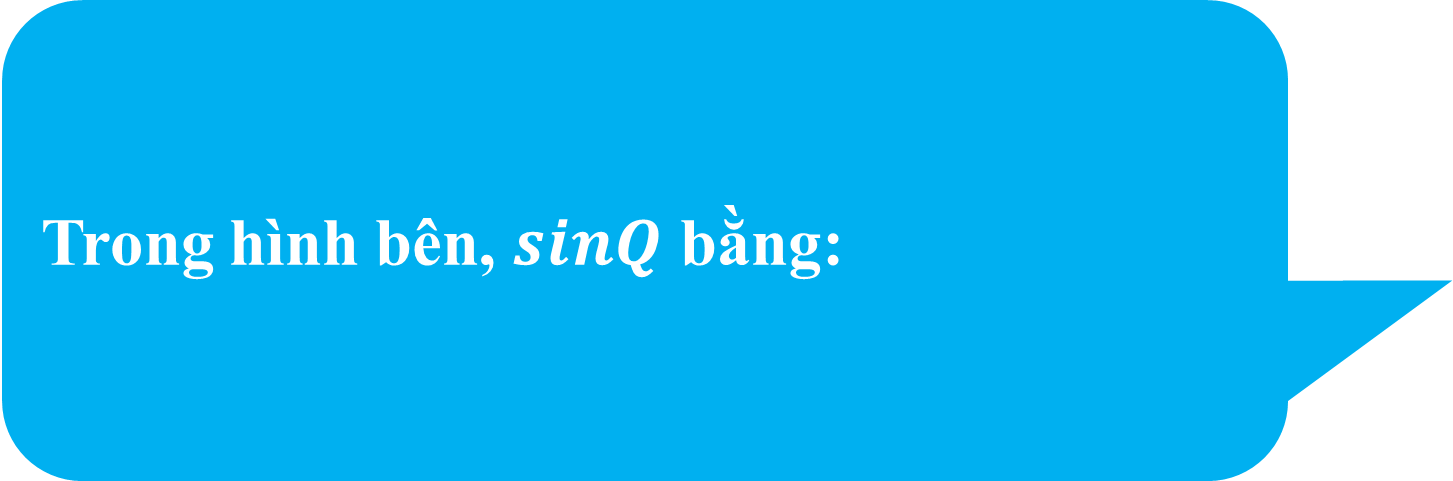 Trong hình bên, 𝒔𝒊𝒏𝑸 bằng: